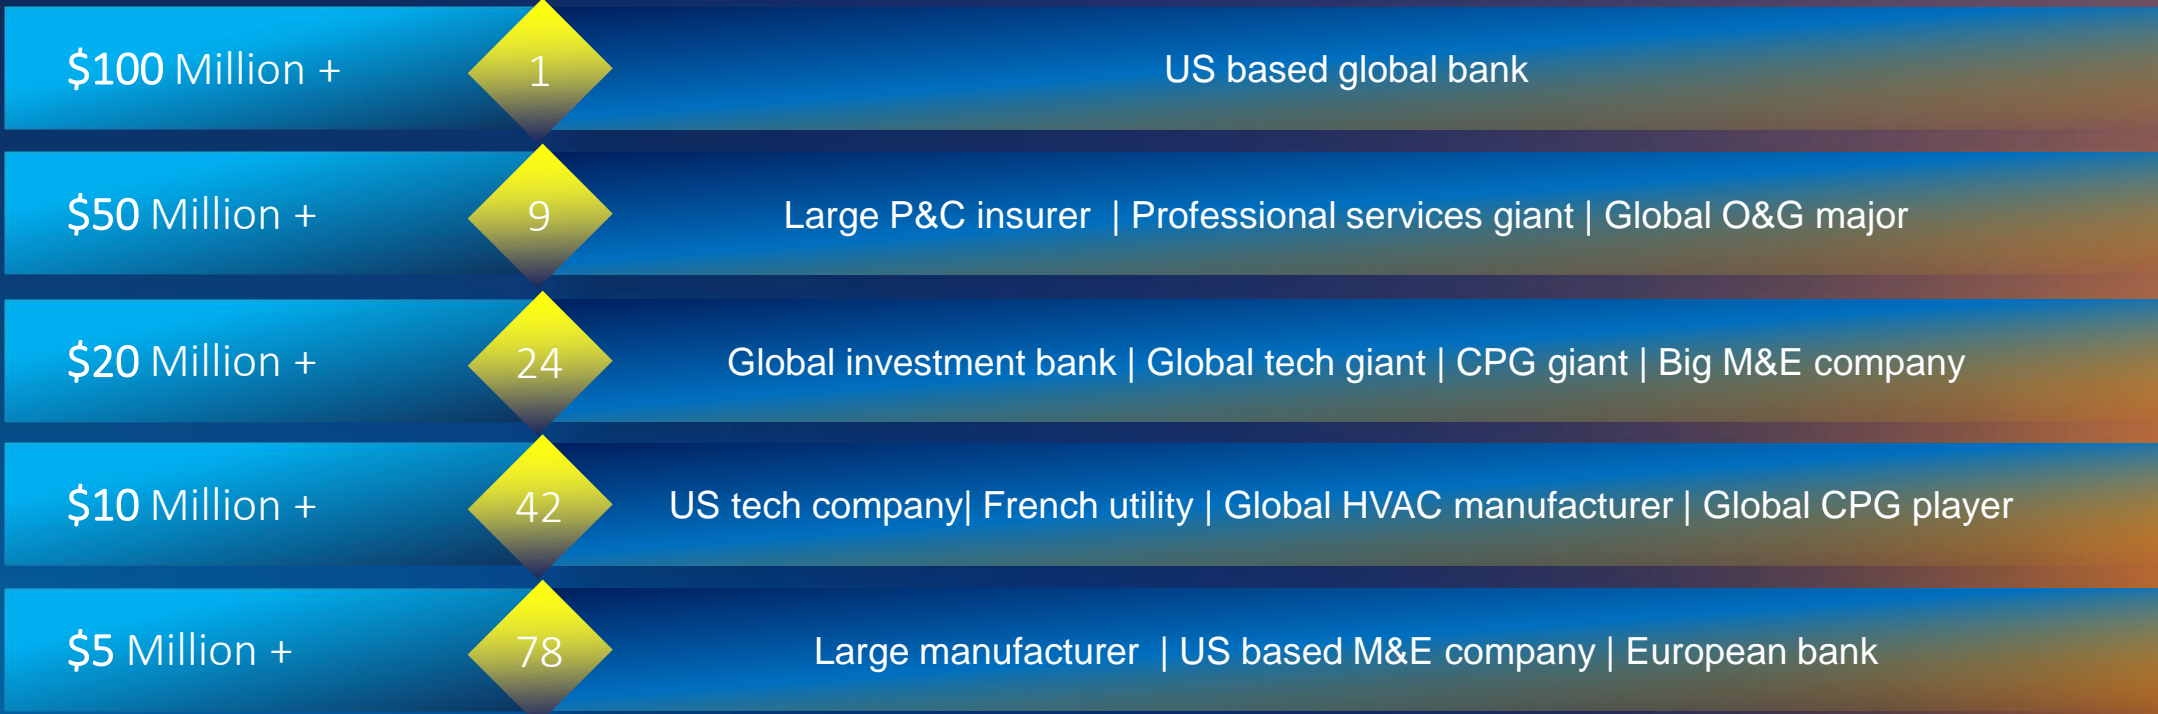 $100 Million +
1
US based global bank
$50 Million +
9
Large P&C insurer  | Professional services giant | Global O&G major
$20 Million +
24
Global investment bank | Global tech giant | CPG giant | Big M&E company
$10 Million +
42
US tech company| French utility | Global HVAC manufacturer | Global CPG player
$5 Million +
78
Large manufacturer  | US based M&E company | European bank